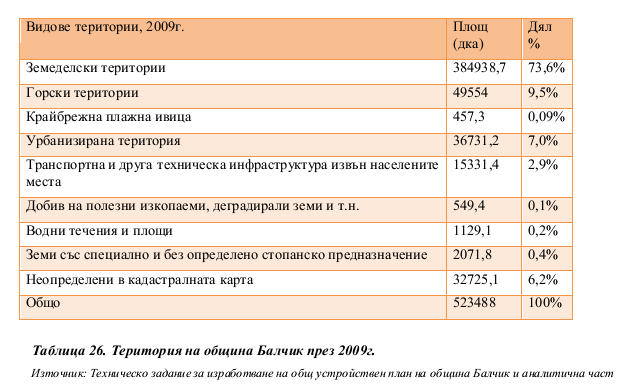 Видове територии, 2009г. Площ (дка) Дял %
Земеделски територии 384938,7 73,6%
Горски територии 49554 9,5%
Крайбрежна плажна ивица 457,3 0,09%
Урбанизирана територия 36731,2 7,0%
Транспортна и друга техническа инфраструктура извън населените 15331,4 2,9%
места
Добив на полезни изкопаеми, деградирали земи и т.н. 549,4 0,1%
Водни течения и площи 1129,1 0,2%
Земи със специално и без определено стопанско предназначение 2071,8 0,4%
Неопределени в кадастралната карта 32725,1 6,2%
Общо 523488 100%
Таблица 26. Територия на община Балчик през 2009г.
Източник: Техническо задание за изработване на общ устройствен план на община Балчик и аналитична част